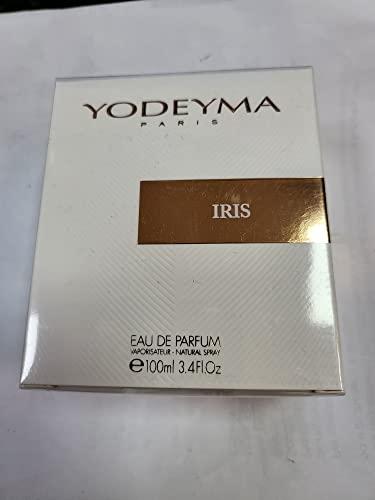 YODEYMA
PARIS
IRIS
EAU DE PARFUM
VAPORISATEUR - NATURAL SPRAY
℮100ml 3.4Fl.Oz